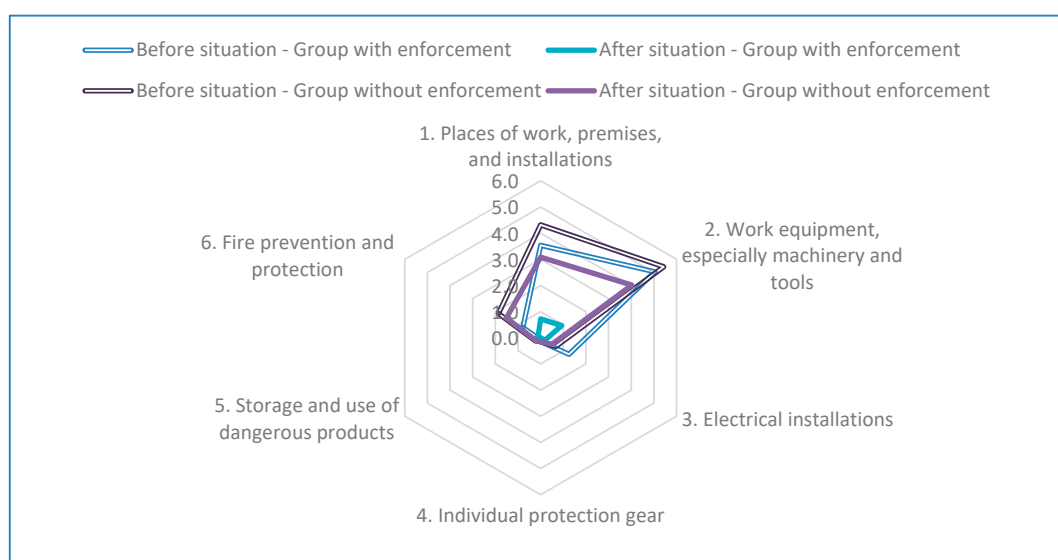 Before situation - Group with enforcement
After situation - Group with enforcement
Before situation - Group without enforcement
After situation - Group without enforcement
1. Places of work, premises,
and installations
6.0
5.0
4.0
3.0
2.0
1.0
0.0
2. Work equipment,
especially machinery and
tools
3. Electrical installations
4. Individual protection gear
5. Storage and use of
dangerous products
6. Fire prevention and
protection